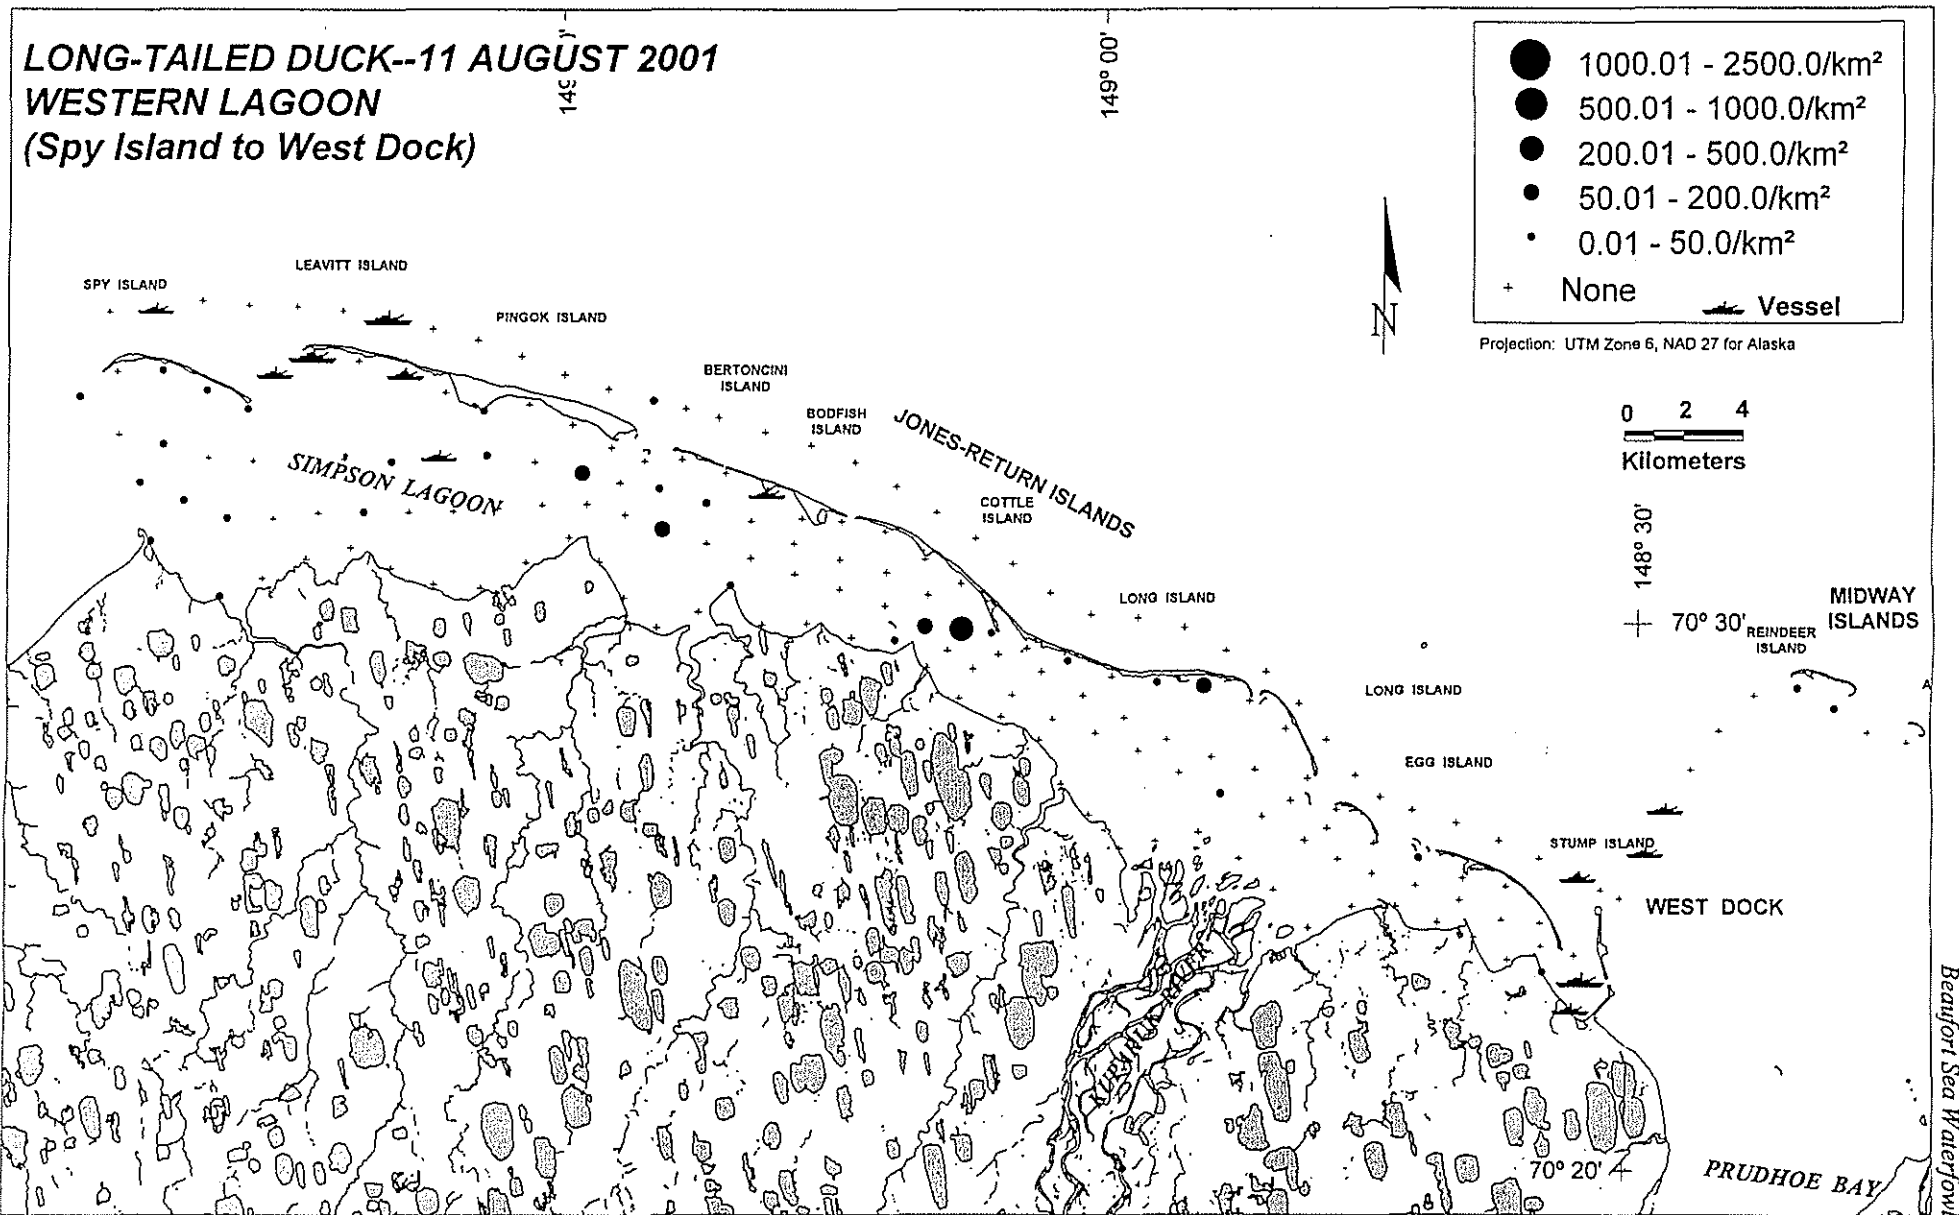 LONG-TAILED DUCK--11 AUGUST 2001
WESTERN LAGOON
(Spy Island to West Dock)
149° 00'
1000.01 - 2500.0/km²
500.01 - 1000.0/km²
200.01 - 500.0/km²
50.01 - 200.0/km²
0.01 - 50.0/km²
None
Vessel
Projection: UTM Zone 6, NAD 27 for Alaska
N
0 2 4
Kilometers
SPY ISLAND
LEAVITT ISLAND
PINGOK ISLAND
BERTONCINI
ISLAND
BODFISH
ISLAND
JONES-RETURN ISLANDS
COTTLE
ISLAND
SIMPSON LAGOON
LONG ISLAND
148° 30'
70° 30'
MIDWAY
ISLANDS
REINDEER
ISLAND
LONG ISLAND
EGG ISLAND
STUMP ISLAND
WEST DOCK
KUPARUK RIVER
70° 20'
PRUDHOE BAY
Beaufort Sea Waterfowl